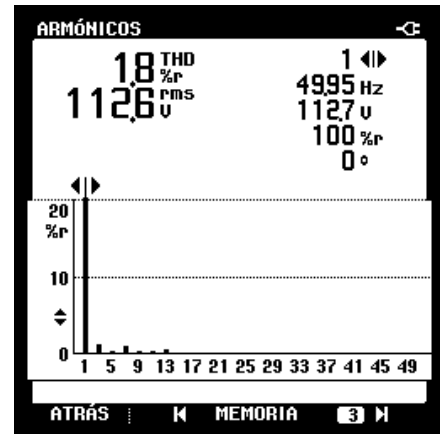 ARMÓNICOS
1,8 THD %r
112,6 rms V
1
49,95 Hz
112,7 V
100 %r
0 °
20
%r
10
0
1 5 9 13 17 21 25 29 33 37 41 45 49
ATRÁS MEMORIA 3